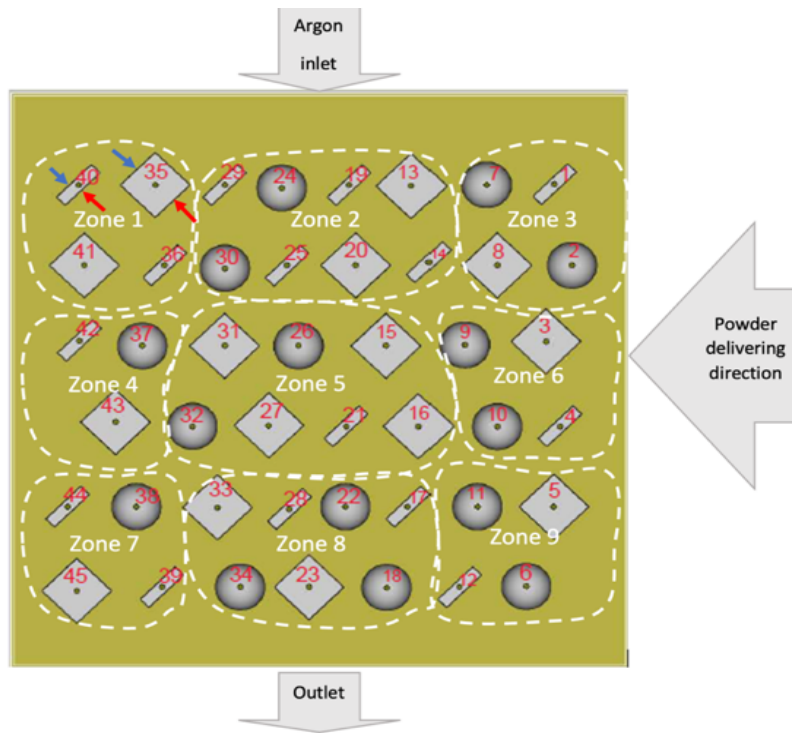 Argon
inlet
40 35 29 24 19 13 7 1
Zone 1 Zone 2 Zone 3
41 36 30 25 20 14 8 2
42 37 31 26 15 9 3
Powder
delivering
direction
Zone 4 Zone 5 Zone 6
43 32 27 21 16 10 4
44 38 33 28 22 17 11 5
Zone 7 Zone 8 Zone 9
45 39 34 23 18 12 6
Outlet